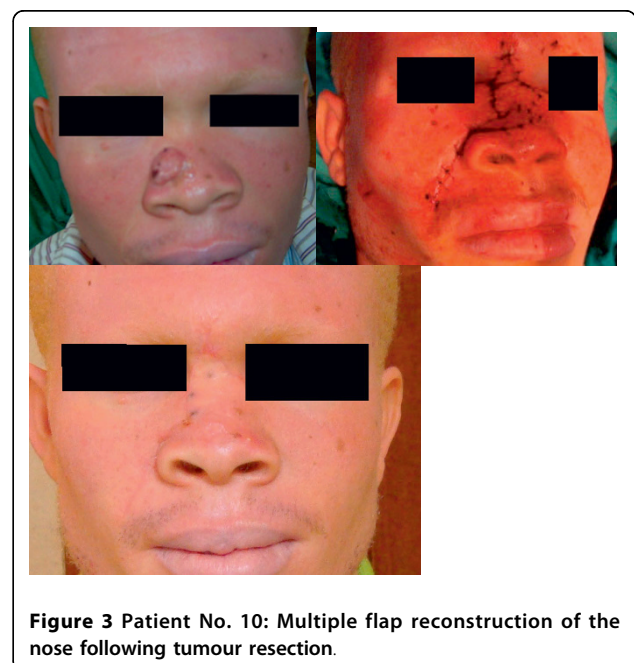 Figure 3 Patient No. 10: Multiple flap reconstruction of the
nose following tumour resection.